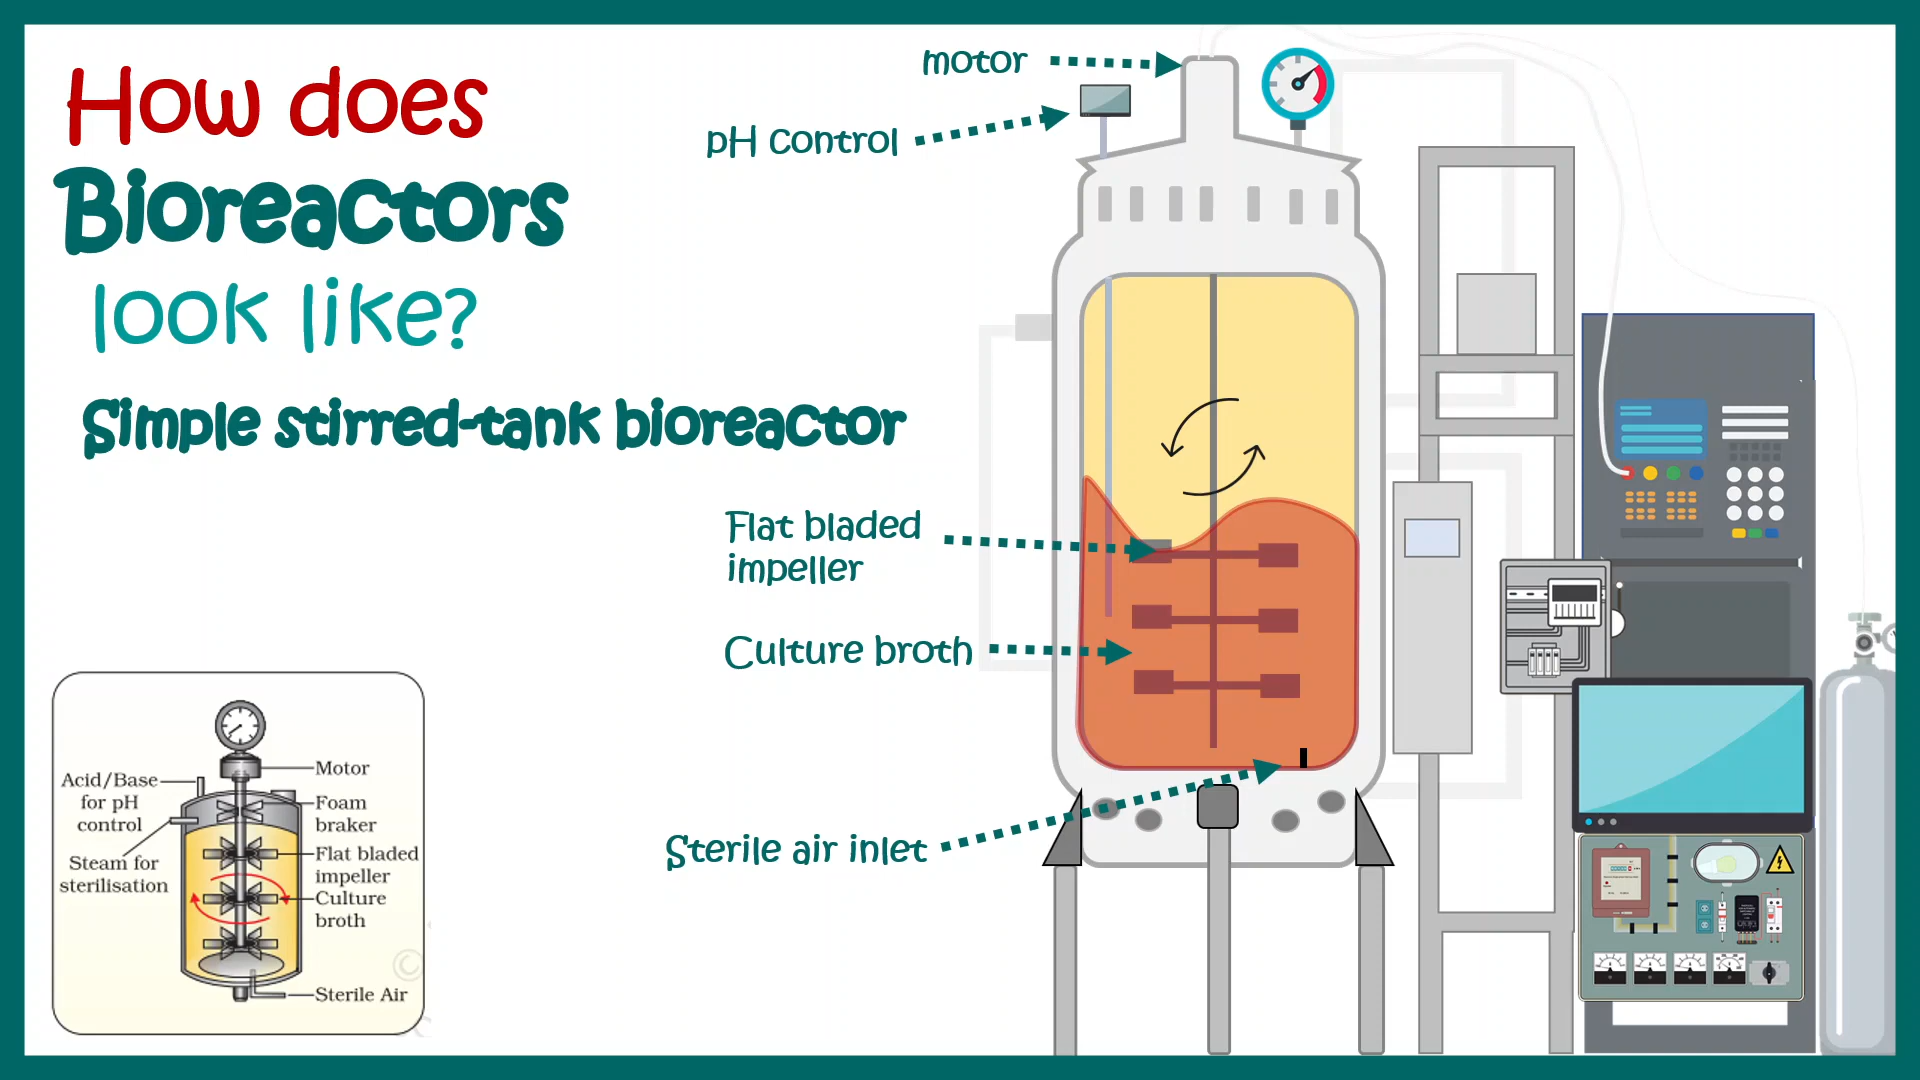 How does
Bioreactors
look like?
Simple stirred-tank bioreactor
motor
pH control
Flat bladed
impeller
Culture broth
Sterile air inlet
Acid/Base
for pH
control
Steam for
sterilisation
Motor
Foam
braker
Flat bladed
impeller
Culture
broth
Sterile Air
©